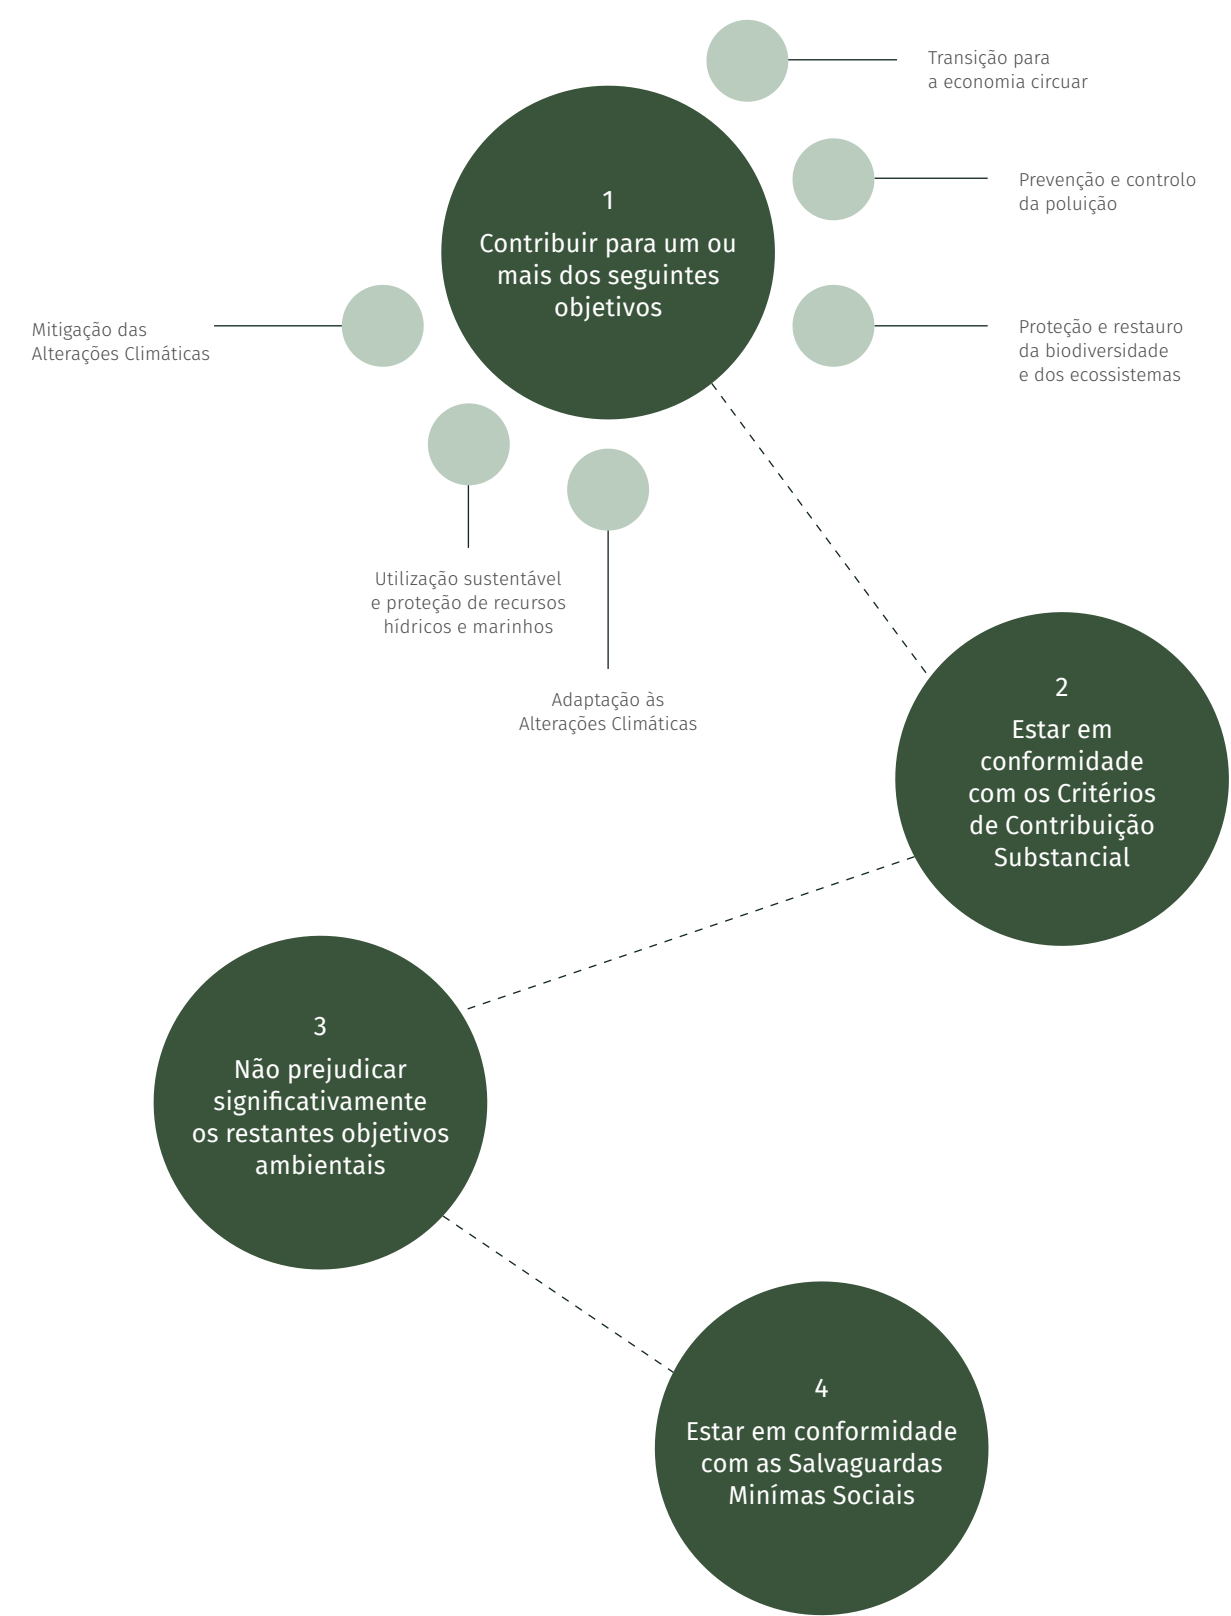 Transição para
a economia circuar
Prevenção e controlo
da poluição
1
Contribuir para um ou
mais dos seguintes
objetivos
Mitigação das
Alterações Climáticas
Proteção e restauro
da biodiversidade
e dos ecossistemas
Utilização sustentável
e proteção de recursos
hídricos e marinhos
Adaptação às
Alterações Climáticas
2
Estar em
conformidade
com os Critérios
de Contribuição
Substancial
3
Não prejudicar
significativamente
os restantes objetivos
ambientais
4
Estar em conformidade
com as Salvaguardas
Minímas Sociais